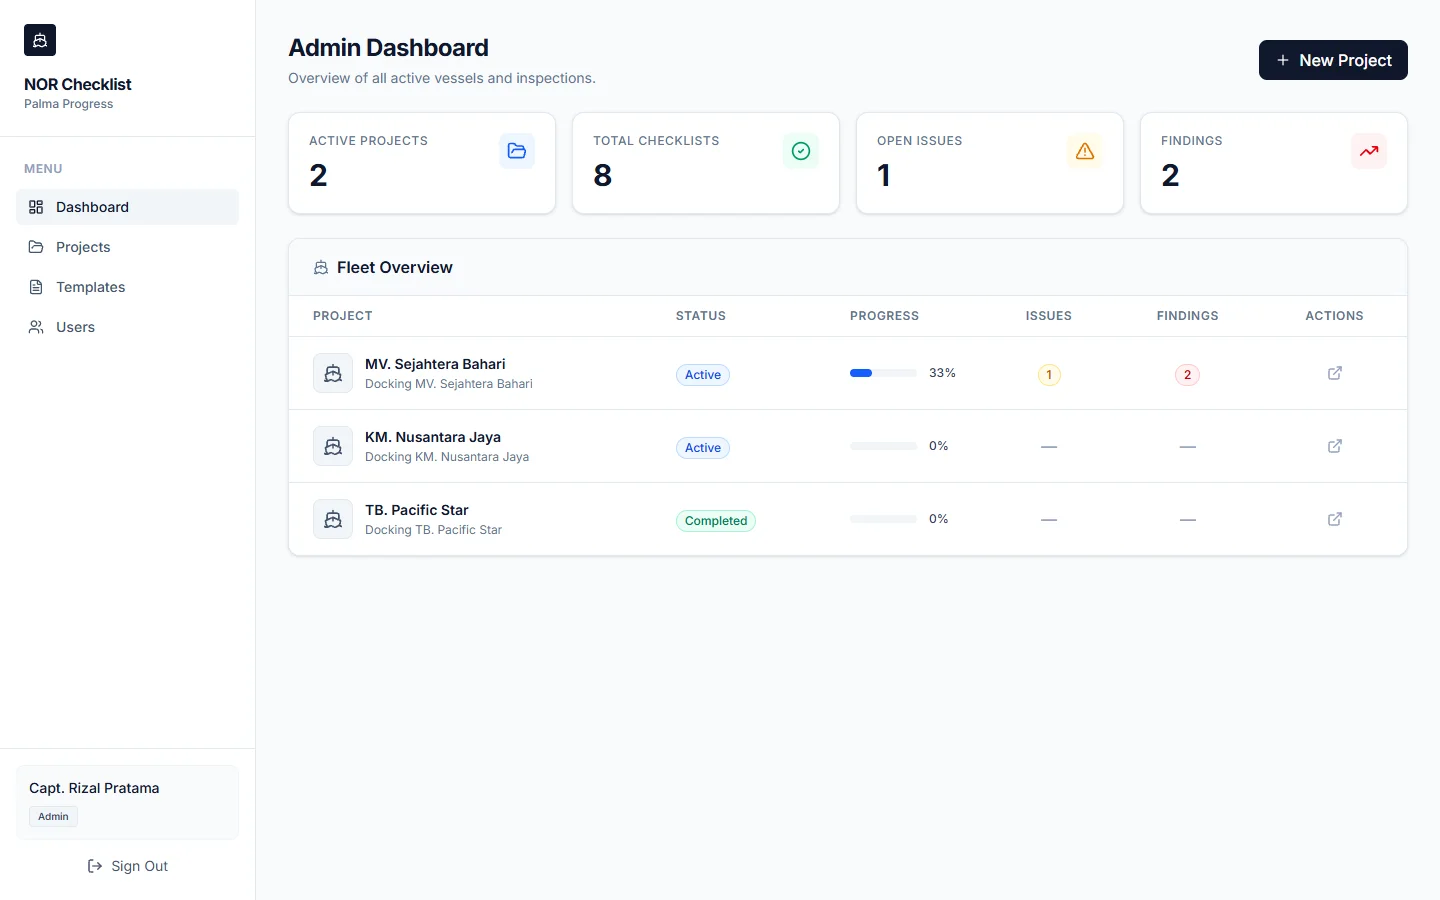 NOR Checklist
Palma Progress
MENU
Dashboard
Projects
Templates
Users
Capt. Rizal Pratama
Admin
Sign Out
Admin Dashboard
Overview of all active vessels and inspections.
New Project
ACTIVE PROJECTS
2
TOTAL CHECKLISTS
8
OPEN ISSUES
1
FINDINGS
2
Fleet Overview
PROJECT STATUS PROGRESS ISSUES FINDINGS ACTIONS
MV. Sejahtera Bahari
Docking MV. Sejahtera Bahari
Active 33% 1 2
KM. Nusantara Jaya
Docking KM. Nusantara Jaya
Active 0% — —
TB. Pacific Star
Docking TB. Pacific Star
Completed 0% — —